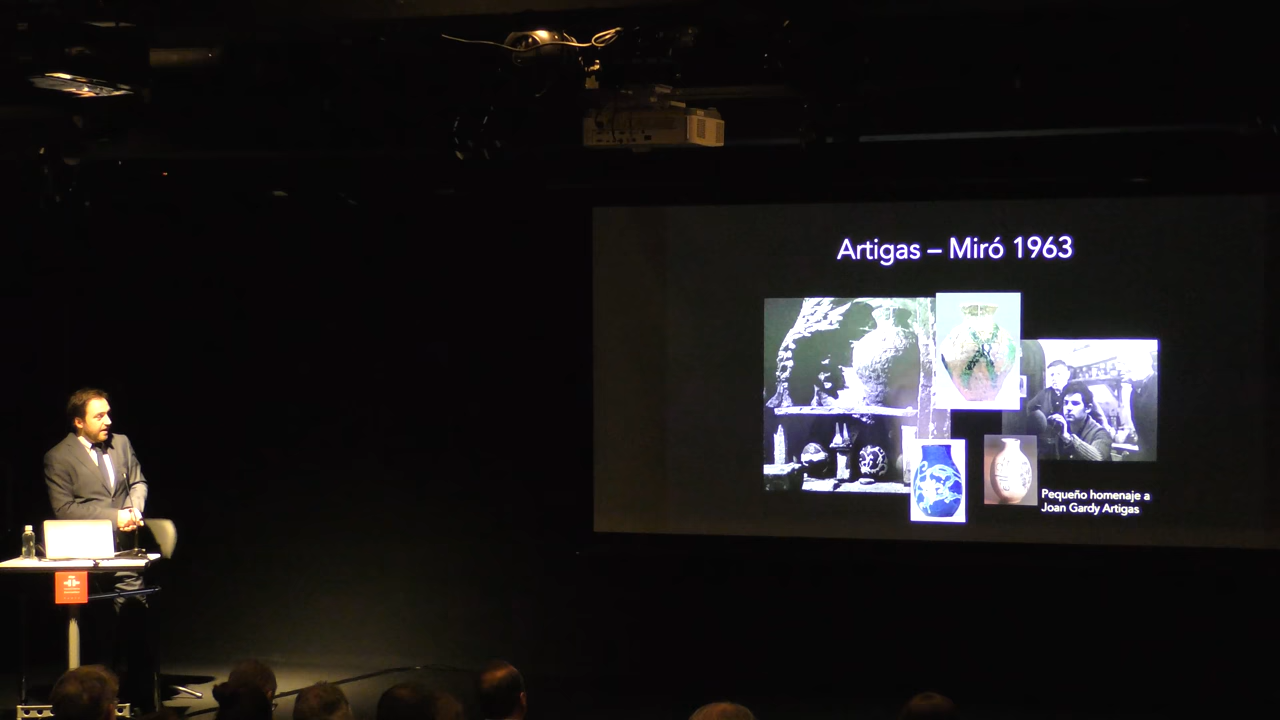 Artigas – Miró 1963
Pequeño homenaje a
Joan Gardy Artigas